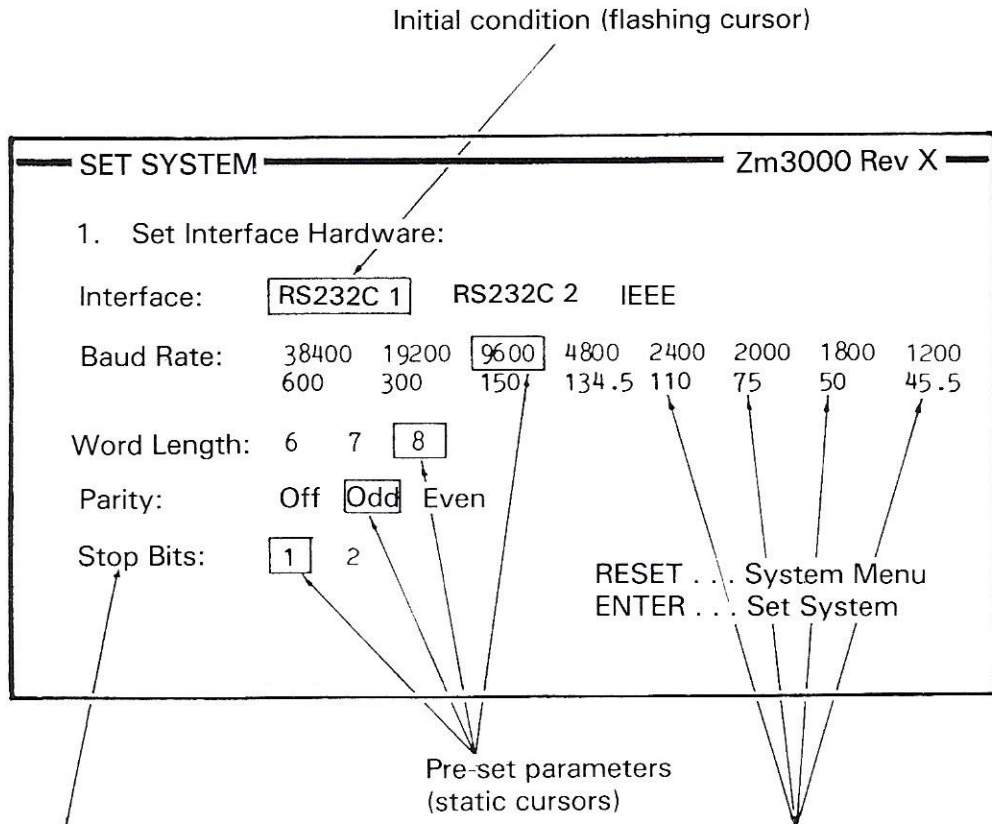 Initial condition (flashing cursor)
SET SYSTEM Zm3000 Rev X
1. Set Interface Hardware:
Interface: RS232C 1 RS232C 2 IEEE
Baud Rate: 38400 19200 9600 4800 2400 2000 1800 1200
600 300 150 134.5 110 75 50 45.5
Word Length: 6 7 8
Parity: Off Odd Even
Stop Bits: 1 2
RESET . . . System Menu
ENTER . . . Set System
Pre-set parameters
(static cursors)